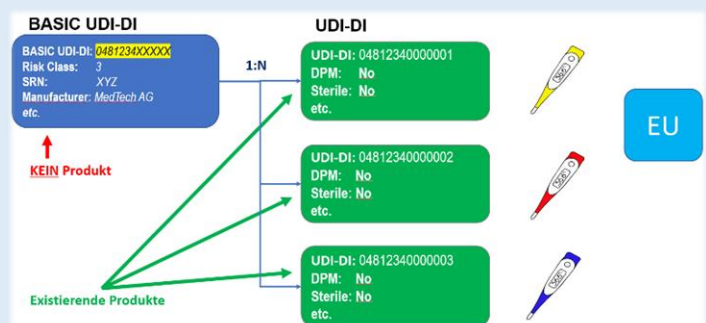 BASIC UDI-DI
BASIC UDI-DI: 0481234XXXXX
Risk Class: 3
SRN: XYZ
Manufacturer: MedTech AG
etc.
KEIN Produkt
1:N
UDI-DI
UDI-DI: 04812340000001
DPM: No
Sterile: No
etc.
UDI-DI: 04812340000002
DPM: No
Sterile: No
etc.
UDI-DI: 04812340000003
DPM: No
Sterile: No
etc.
Existierende Produkte
EU